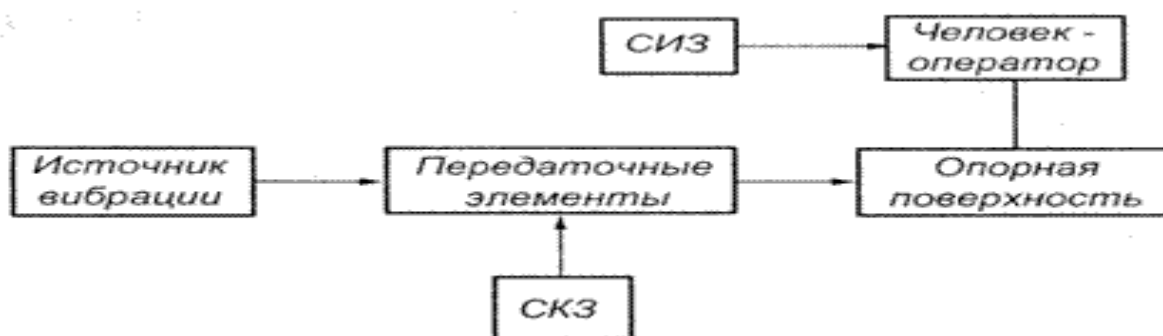 СИЗ
Человек -
оператор
Источник
вибрации
Передаточные
элементы
Опорная
поверхность
СКЗ